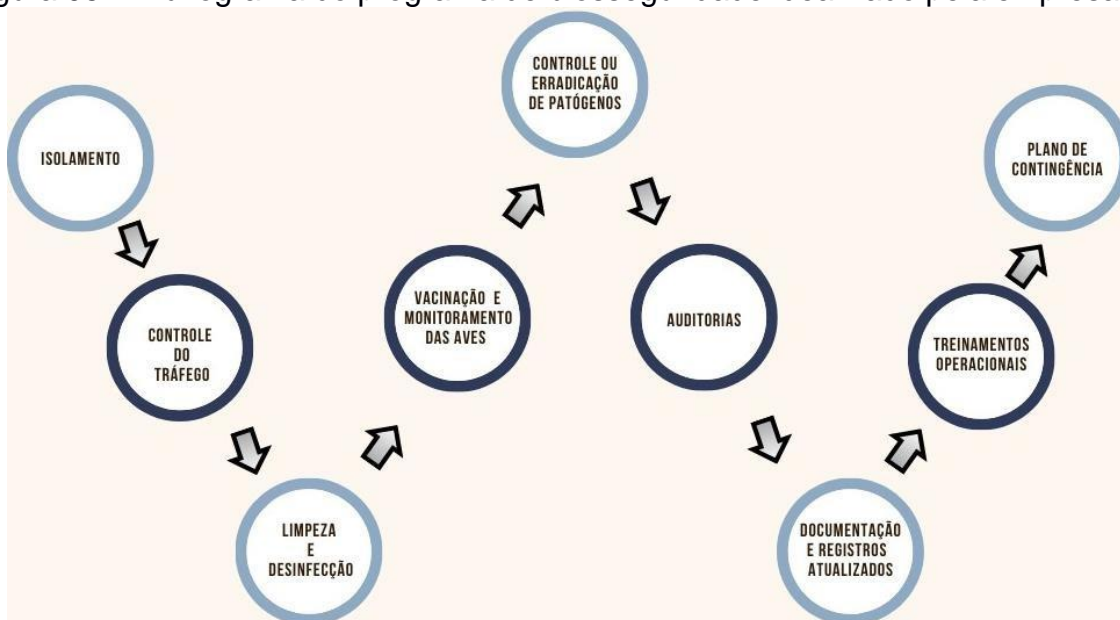 ISOLAMENTO
CONTROLE
DO
TRÁFEGO
LIMPEZA
E
DESINFECÇÃO
VACINAÇÃO E
MONITORAMENTO
DAS AVES
CONTROLE OU
ERRADICAÇÃO
DE PATÓGENOS
AUDITORIAS
DOCUMENTAÇÃO
E REGISTROS
ATUALIZADOS
TREINAMENTOS
OPERACIONAIS
PLANO DE
CONTINGÊNCIA